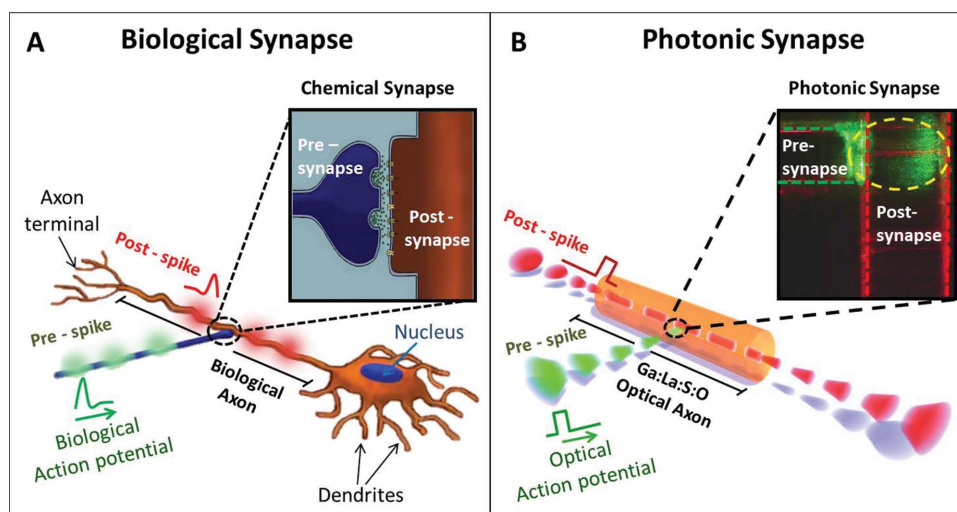 A
Biological Synapse
Chemical Synapse
Pre –
synapse
Post -
synapse
Axon
terminal
Post - spike
Pre - spike
Nucleus
Biological
Axon
Biological
Action potential
Dendrites
B
Photonic Synapse
Photonic Synapse
Pre-
synapse
Post-
synapse
Post - spike
Pre - spike
Ga:La:S:O
Optical Axon
Optical
Action potential